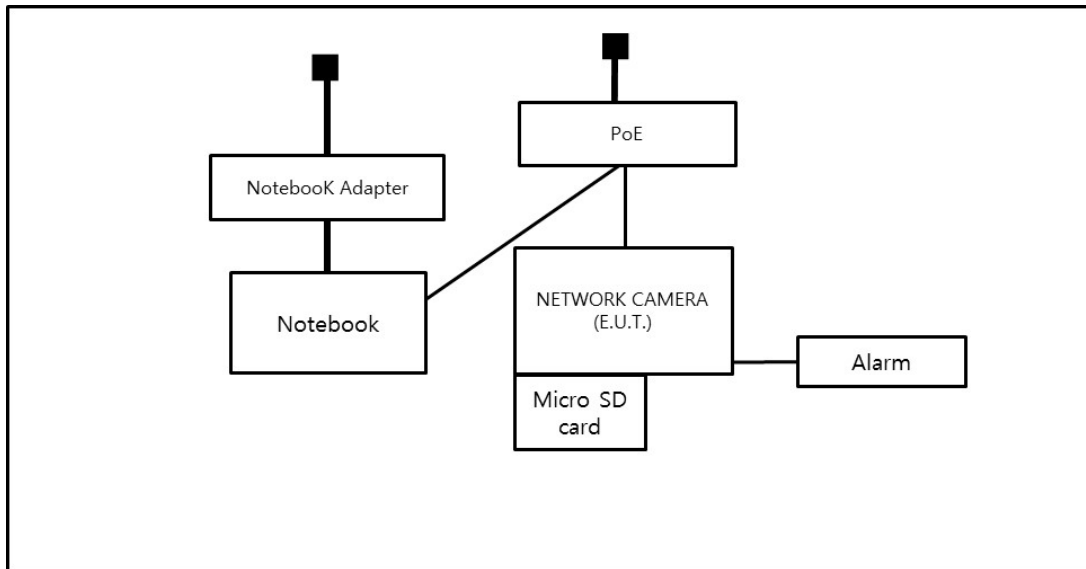 PoE
NotebooK Adapter
NETWORK CAMERA
(E.U.T.)
Notebook
Alarm
Micro SD
card